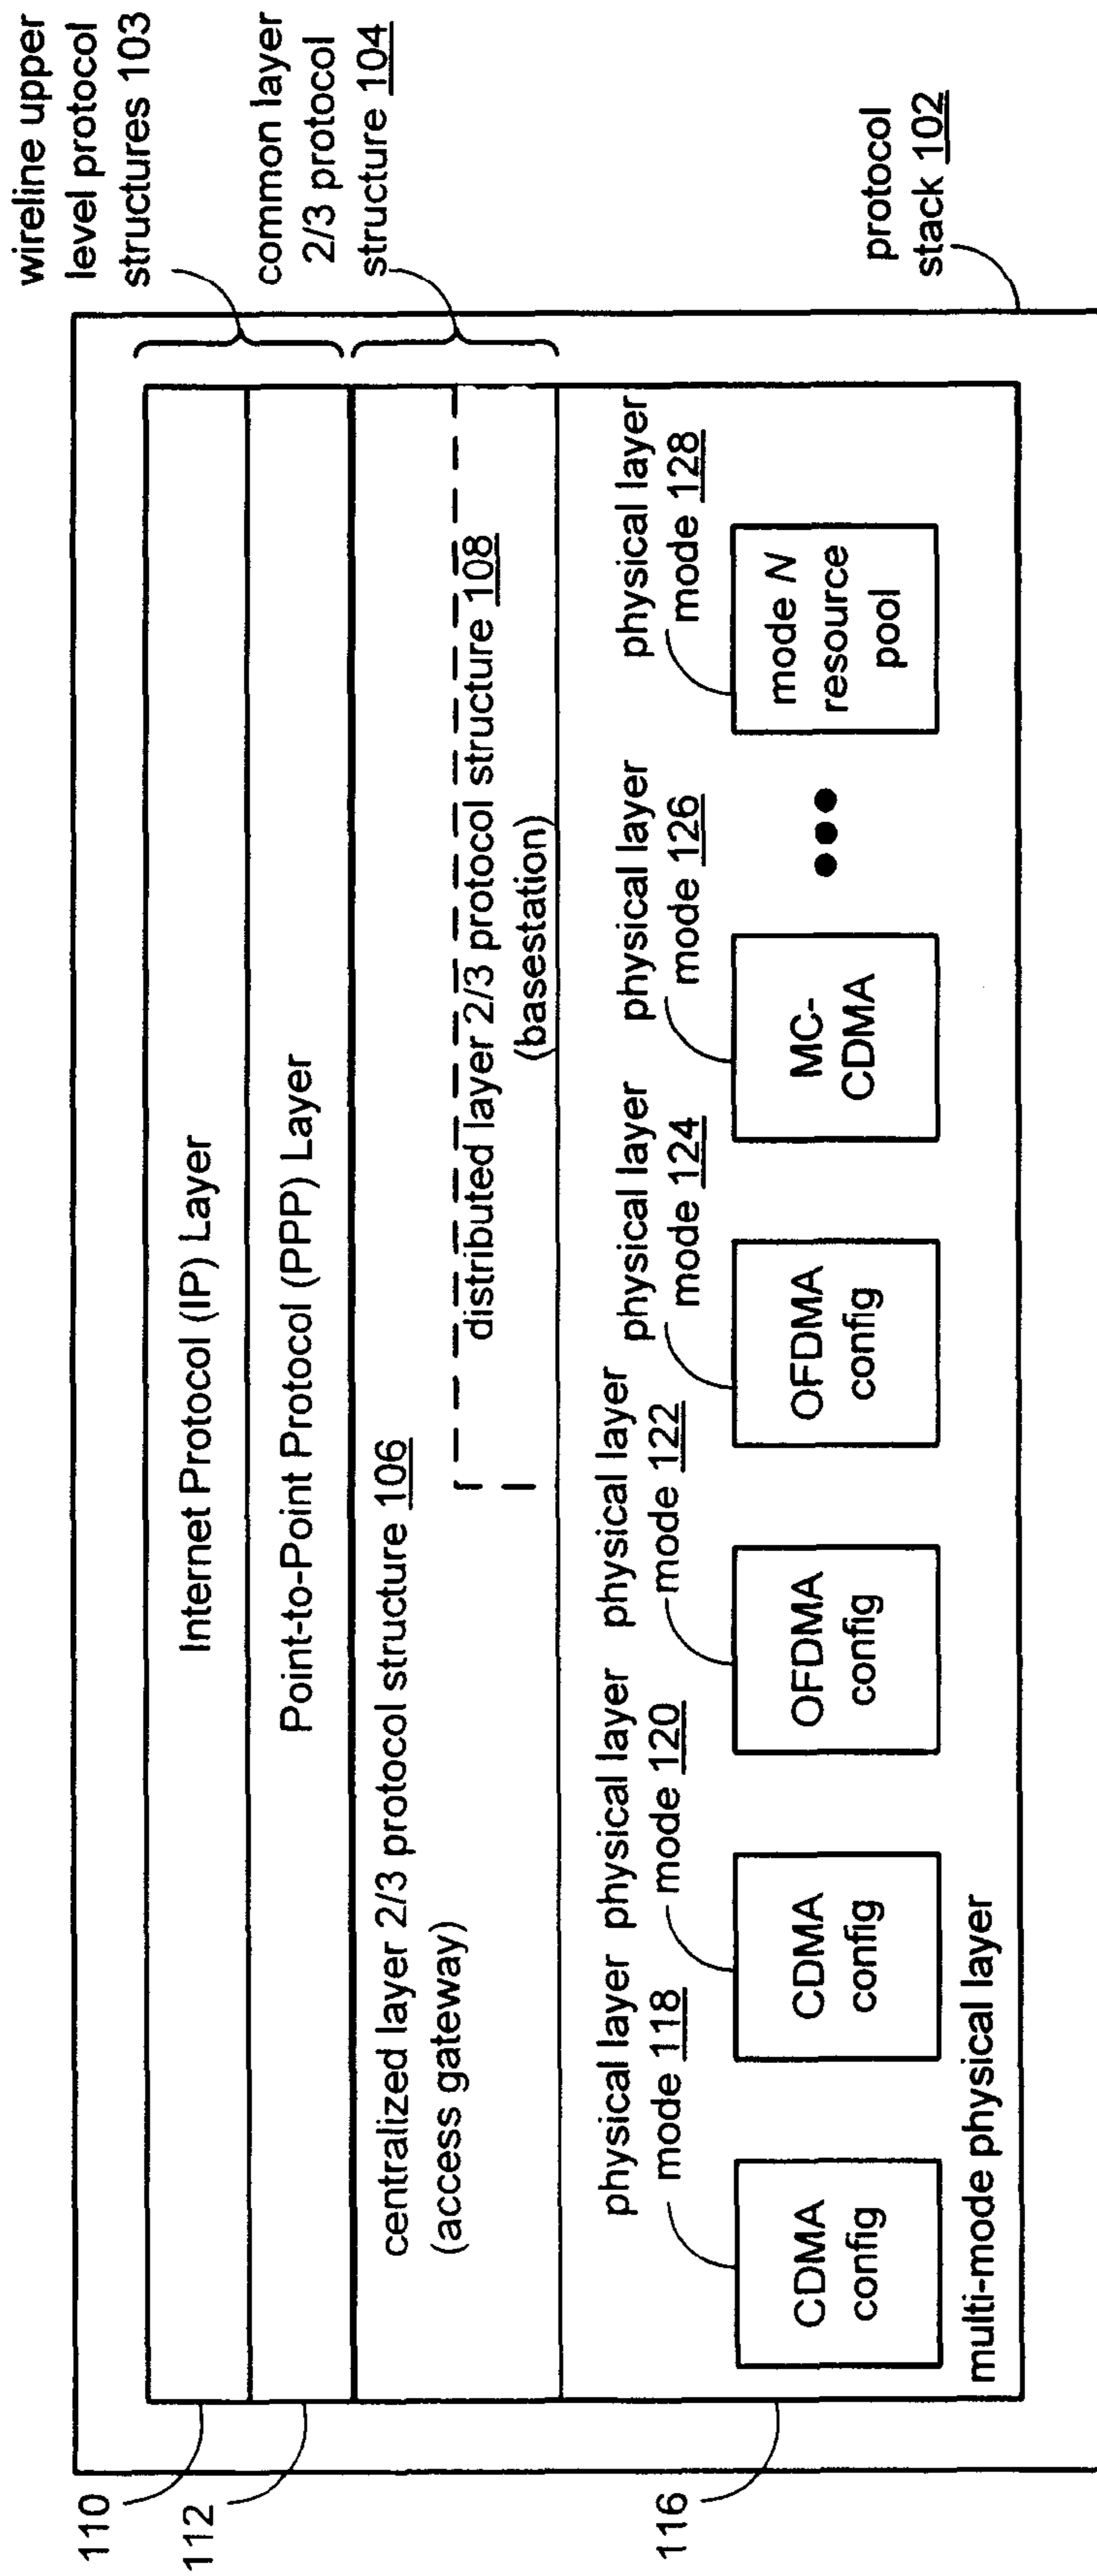 wireline upper
level protocol
structures 103
common layer
2/3 protocol
structure 104
protocol
stack 102
110
Internet Protocol (IP) Layer
112
Point-to-Point Protocol (PPP) Layer
centralized layer 2/3 protocol structure 106
(access gateway)
distributed layer 2/3 protocol structure 108
(basestation)
116
physical layer
mode 118
CDMA
config
physical layer
mode 120
CDMA
config
physical layer
mode 122
OFDMA
config
physical layer
mode 124
OFDMA
config
physical layer
mode 126
MC-
CDMA
physical layer
mode 128
mode N
resource
pool
multi-mode physical layer